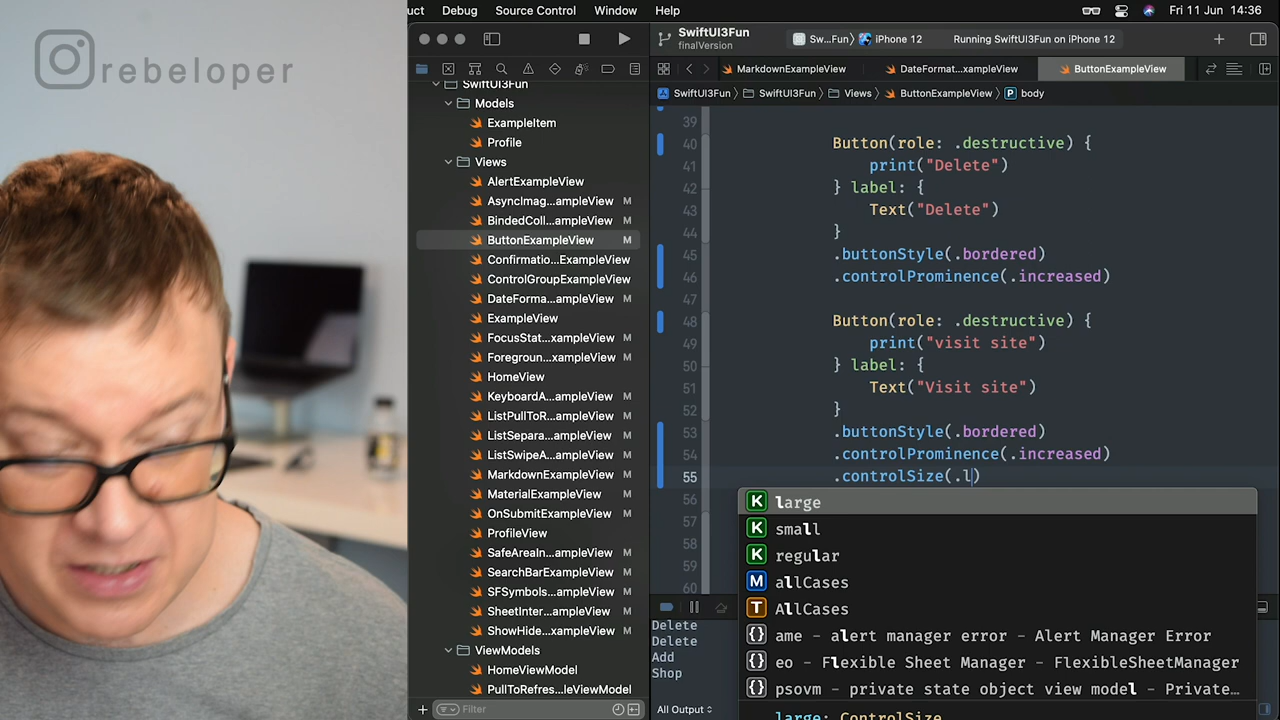 rebeloper
uct Debug Source Control Window Help
Fri 11 Jun 14:36
SwiftUI3Fun
finalVersion
Sw...Fun iPhone 12
Running SwiftUI3Fun on iPhone 12
MarkdownExampleView
DateFormat...xampleView
ButtonExampleView
SwiftUI3Fun SwiftUI3Fun Views ButtonExampleView P body
SwiftUI3Fun
Models
ExampleItem
Profile
Views
AlertExampleView
AsyncImag...ampleView M
BindedColl...ampleView M
ButtonExampleView M
Confirmatio...ExampleView
ControlGroupExampleView
DateForma...ampleView M
ExampleView
FocusStat...xampleView M
Foregroun...xampleView M
HomeView
KeyboardA...ampleView M
ListPullToR...ampleView M
ListSepara...ampleView M
ListSwipeA...ampleView M
MarkdownExampleView M
MaterialExampleView M
OnSubmitExampleView M
ProfileView
SafeAreaIn...ampleView M
SearchBarExampleView M
SFSymbols...ampleView M
SheetInter...ampleView M
ShowHide...xampleView M
ViewModels
HomeViewModel
PullToRefres...leViewModel
Filter
39
40 Button(role: .destructive) {
41 print("Delete")
42 } label: {
43 Text("Delete")
44 }
45 .buttonStyle(.bordered)
46 .controlProminence(.increased)
47
48 Button(role: .destructive) {
49 print("visit site")
50 } label: {
51 Text("Visit site")
52 }
53 .buttonStyle(.bordered)
54 .controlProminence(.increased)
55 .controlSize(.l)
56
57
58
59
60
K large
K small
K regular
M allCases
T AllCases
{} ame - alert manager error - Alert Manager Error
{} eo - Flexible Sheet Manager - FlexibleSheetManager
{} psovm - private state object view model - Private...
large: ControlSize
Delete
Delete
Add
Shop
All Output